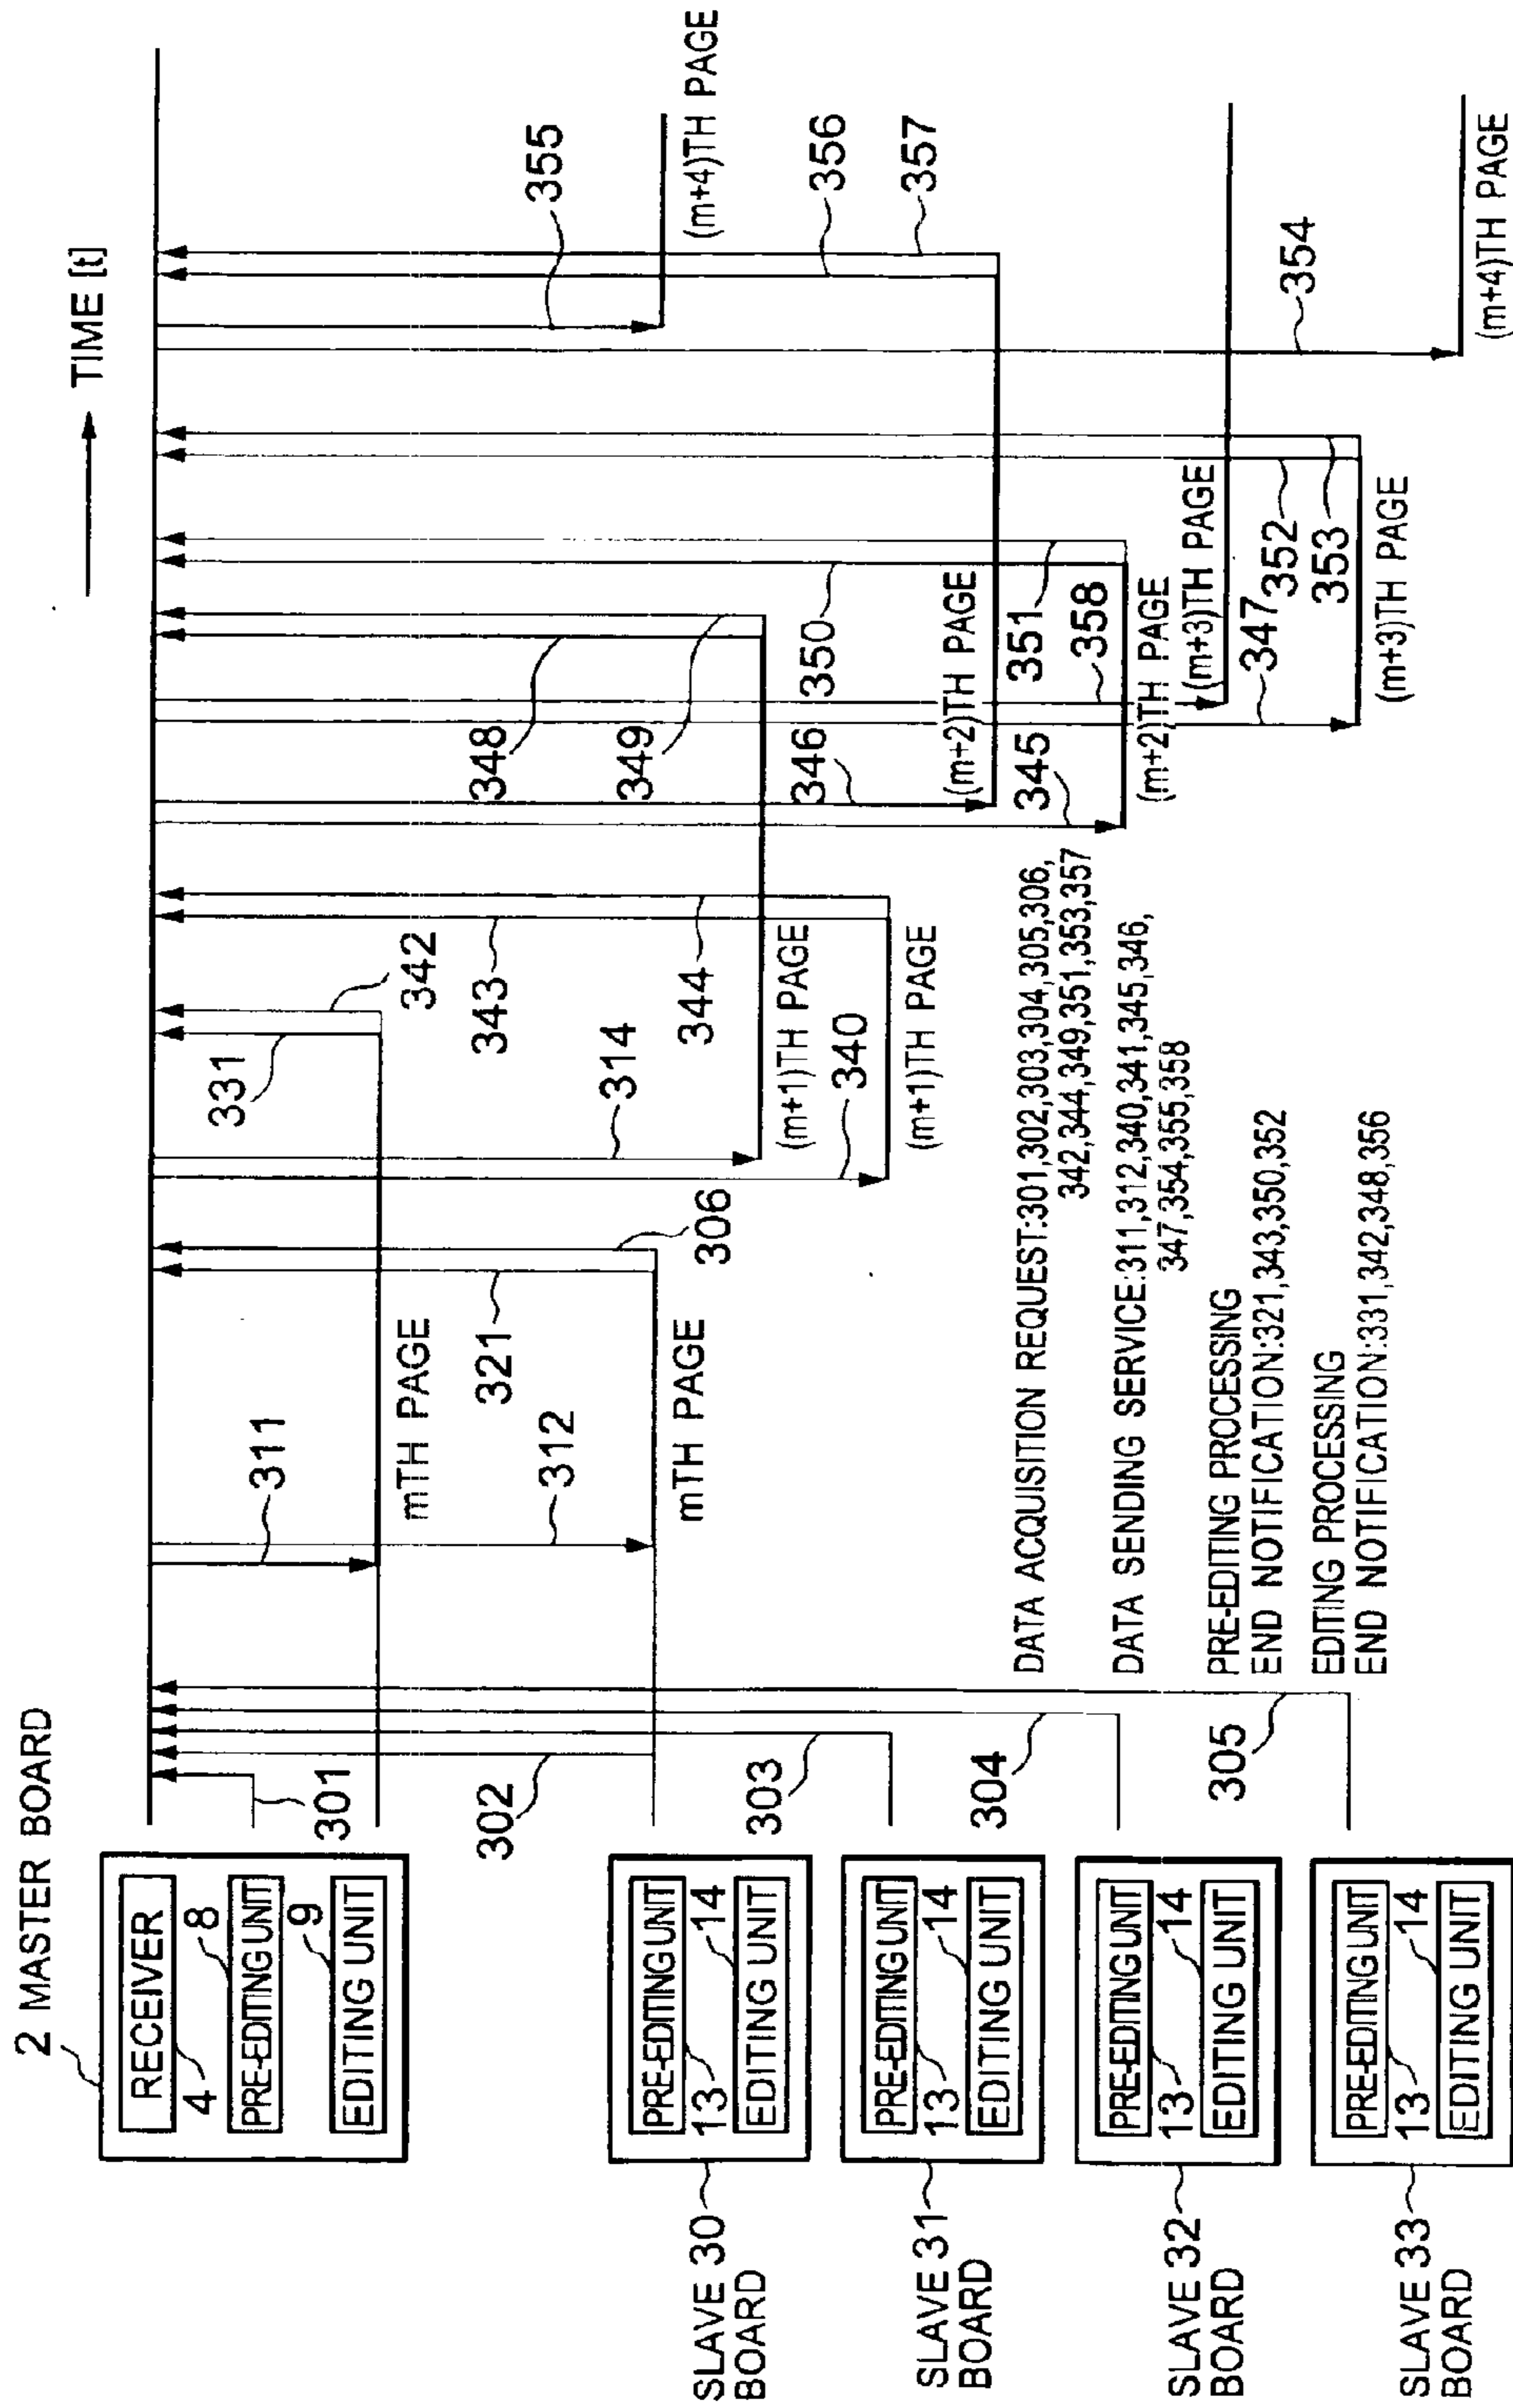 2 MASTER BOARD
RECEIVER
4
8
PRE-EDITING UNIT
9
EDITING UNIT
SLAVE 30
BOARD
PRE-EDITING UNIT
13
14
EDITING UNIT
SLAVE 31
BOARD
PRE-EDITING UNIT
13
14
EDITING UNIT
SLAVE 32
BOARD
PRE-EDITING UNIT
13
14
EDITING UNIT
SLAVE 33
BOARD
PRE-EDITING UNIT
13
14
EDITING UNIT
TIME [t]
301
302
303
304
305
311
mTH PAGE
312
mTH PAGE
321
306
331
342
314
(m+1)TH PAGE
340
(m+1)TH PAGE
343
344
348
349
346
(m+2)TH PAGE
345
(m+2)TH PAGE
350
351
358
(m+3)TH PAGE
347
(m+3)TH PAGE
352
353
355
(m+4)TH PAGE
356
357
354
(m+4)TH PAGE
DATA ACQUISITION REQUEST:301,302,303,304,305,306,
342,344,349,351,353,357
DATA SENDING SERVICE:311,312,340,341,345,346,
347,354,355,358
PRE-EDITING PROCESSING
END NOTIFICATION:321,343,350,352
EDITING PROCESSING
END NOTIFICATION:331,342,348,356